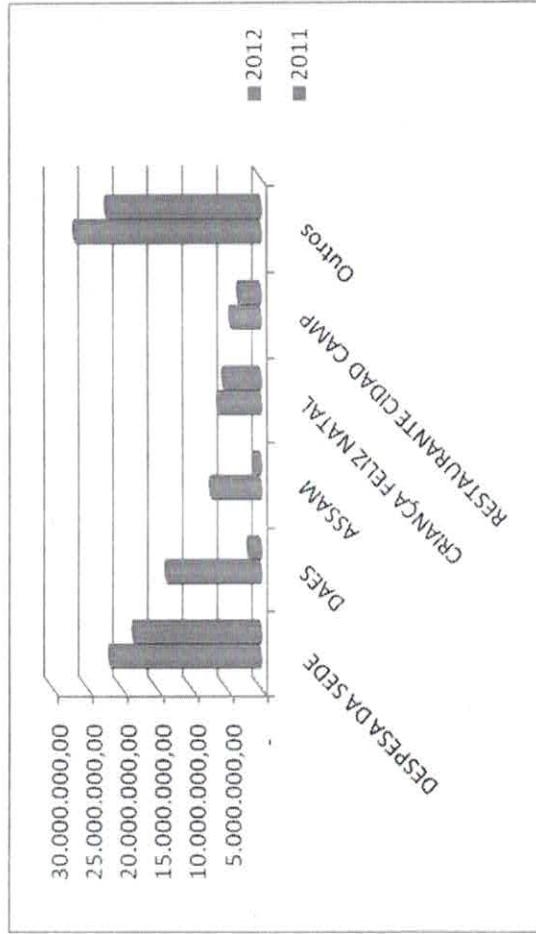 30.000.000,00
25.000.000,00
20.000.000,00
15.000.000,00
10.000.000,00
5.000.000,00
-
DESPESA DA SEDE
DAES
ASSAM
CRIANÇA FELIZ NATAL
RESTAURANTE CIDAD CAMP
Outros
2012
2011